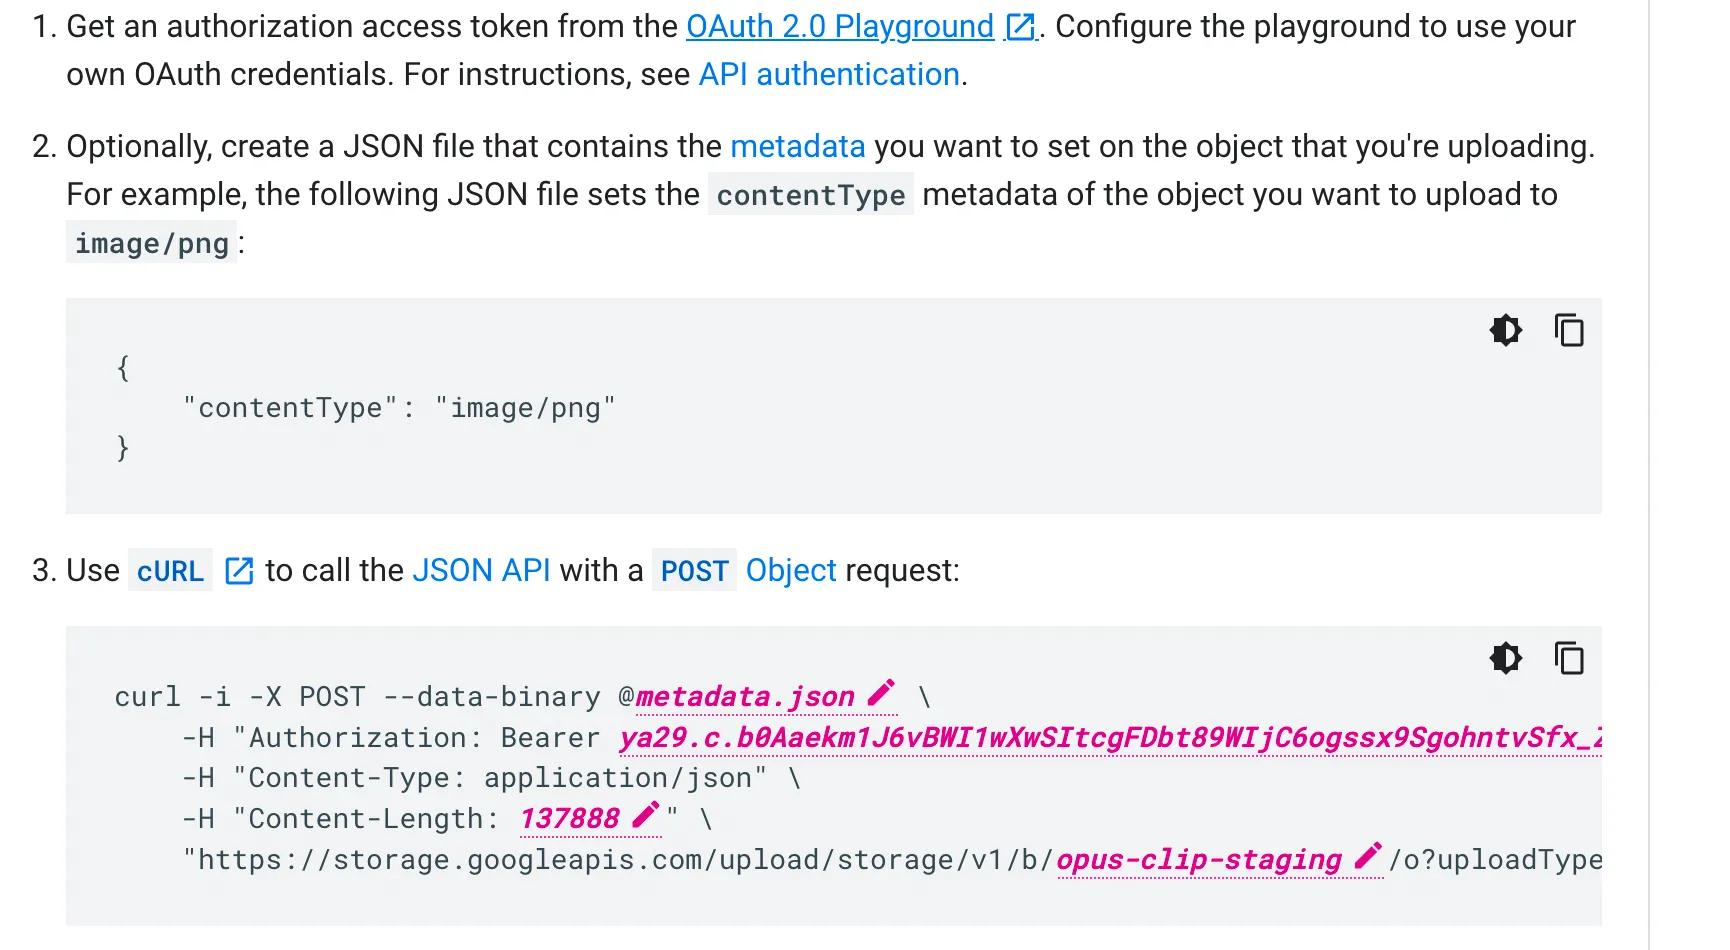 1. Get an authorization access token from the OAuth 2.0 Playground. Configure the playground to use your
own OAuth credentials. For instructions, see API authentication.
2. Optionally, create a JSON file that contains the metadata you want to set on the object that you're uploading.
For example, the following JSON file sets the contentType metadata of the object you want to upload to
image/png:
{
    "contentType": "image/png"
}
3. Use cURL to call the JSON API with a POST Object request:
curl -i -X POST --data-binary @metadata.json \
    -H "Authorization: Bearer ya29.c.b0Aaekm1J6vBWI1wXwSItcgFDbt89WIjC6ogssx9SgohntvSfx_
    -H "Content-Type: application/json" \
    -H "Content-Length: 137888" \
    "https://storage.googleapis.com/upload/storage/v1/b/opus-clip-staging/o?uploadType